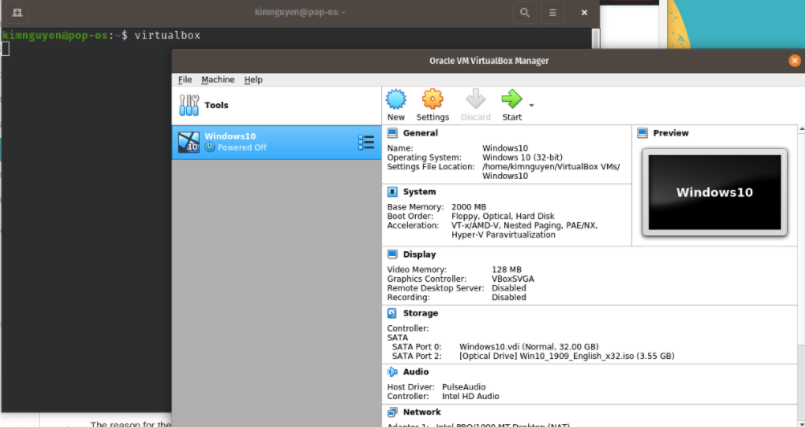 kimnguyen@pop-os: ~
kimnguyen@pop-os:~$ virtualbox
Oracle VM VirtualBox Manager
File Machine Help
Tools
New Settings Discard Start
Windows10
Powered Off
10
General
Name: Windows10
Operating System: Windows 10 (32-bit)
Settings File Location: /home/kimnguyen/VirtualBox VMs/
Windows10
Preview
Windows10
System
Base Memory: 2000 MB
Boot Order: Floppy, Optical, Hard Disk
Acceleration: VT-x/AMD-V, Nested Paging, PAE/NX,
Hyper-V Paravirtualization
Display
Video Memory: 128 MB
Graphics Controller: VBoxSVGA
Remote Desktop Server: Disabled
Recording: Disabled
Storage
Controller:
SATA
SATA Port 0: Windows10.vdi (Normal, 32.00 GB)
SATA Port 2: [Optical Drive] Win10_1909_English_x32.iso (3.55 GB)
Audio
Host Driver: PulseAudio
Controller: Intel HD Audio
Network
Adapter 1: Intel PRO/1000 MT Desktop (NAT)
The reason for the